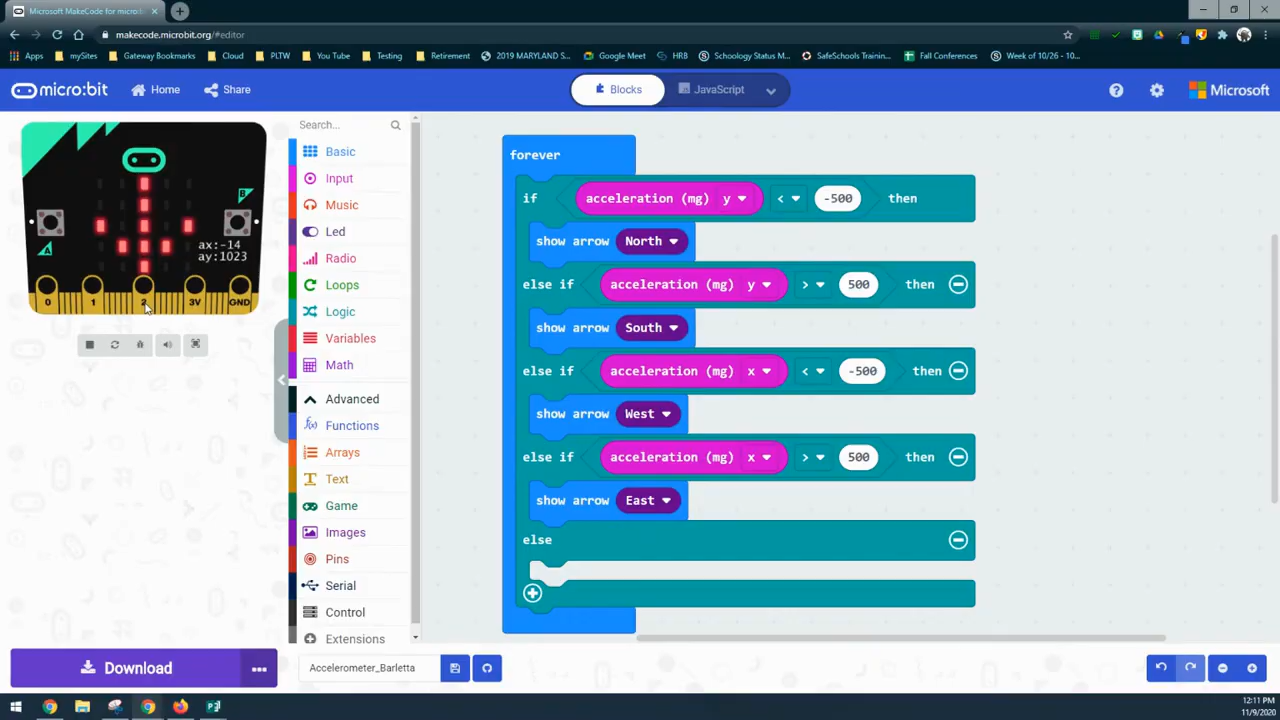 Microsoft MakeCode for micro:b
makecode.microbit.org/#editor
Apps
mySites
Gateway Bookmarks
Cloud
PLTW
You Tube
Testing
Retirement
2019 MARYLAND S...
Google Meet
HRB
Schoology Status M...
SafeSchools Trainin...
Fall Conferences
Week of 10/26 - 10...
micro:bit
Home
Share
Blocks
JavaScript
Microsoft
B
A
ax:-14
ay:1023
0
1
2
3V
GND
Search...
Basic
Input
Music
Led
Radio
Loops
Logic
Variables
Math
Advanced
Functions
Arrays
Text
Game
Images
Pins
Serial
Control
Extensions
forever
if acceleration (mg) y < -500 then
show arrow North
else if acceleration (mg) y > 500 then
show arrow South
else if acceleration (mg) x < -500 then
show arrow West
else if acceleration (mg) x > 500 then
show arrow East
else
Download
Accelerometer_Barletta
12:11 PM
11/9/2020